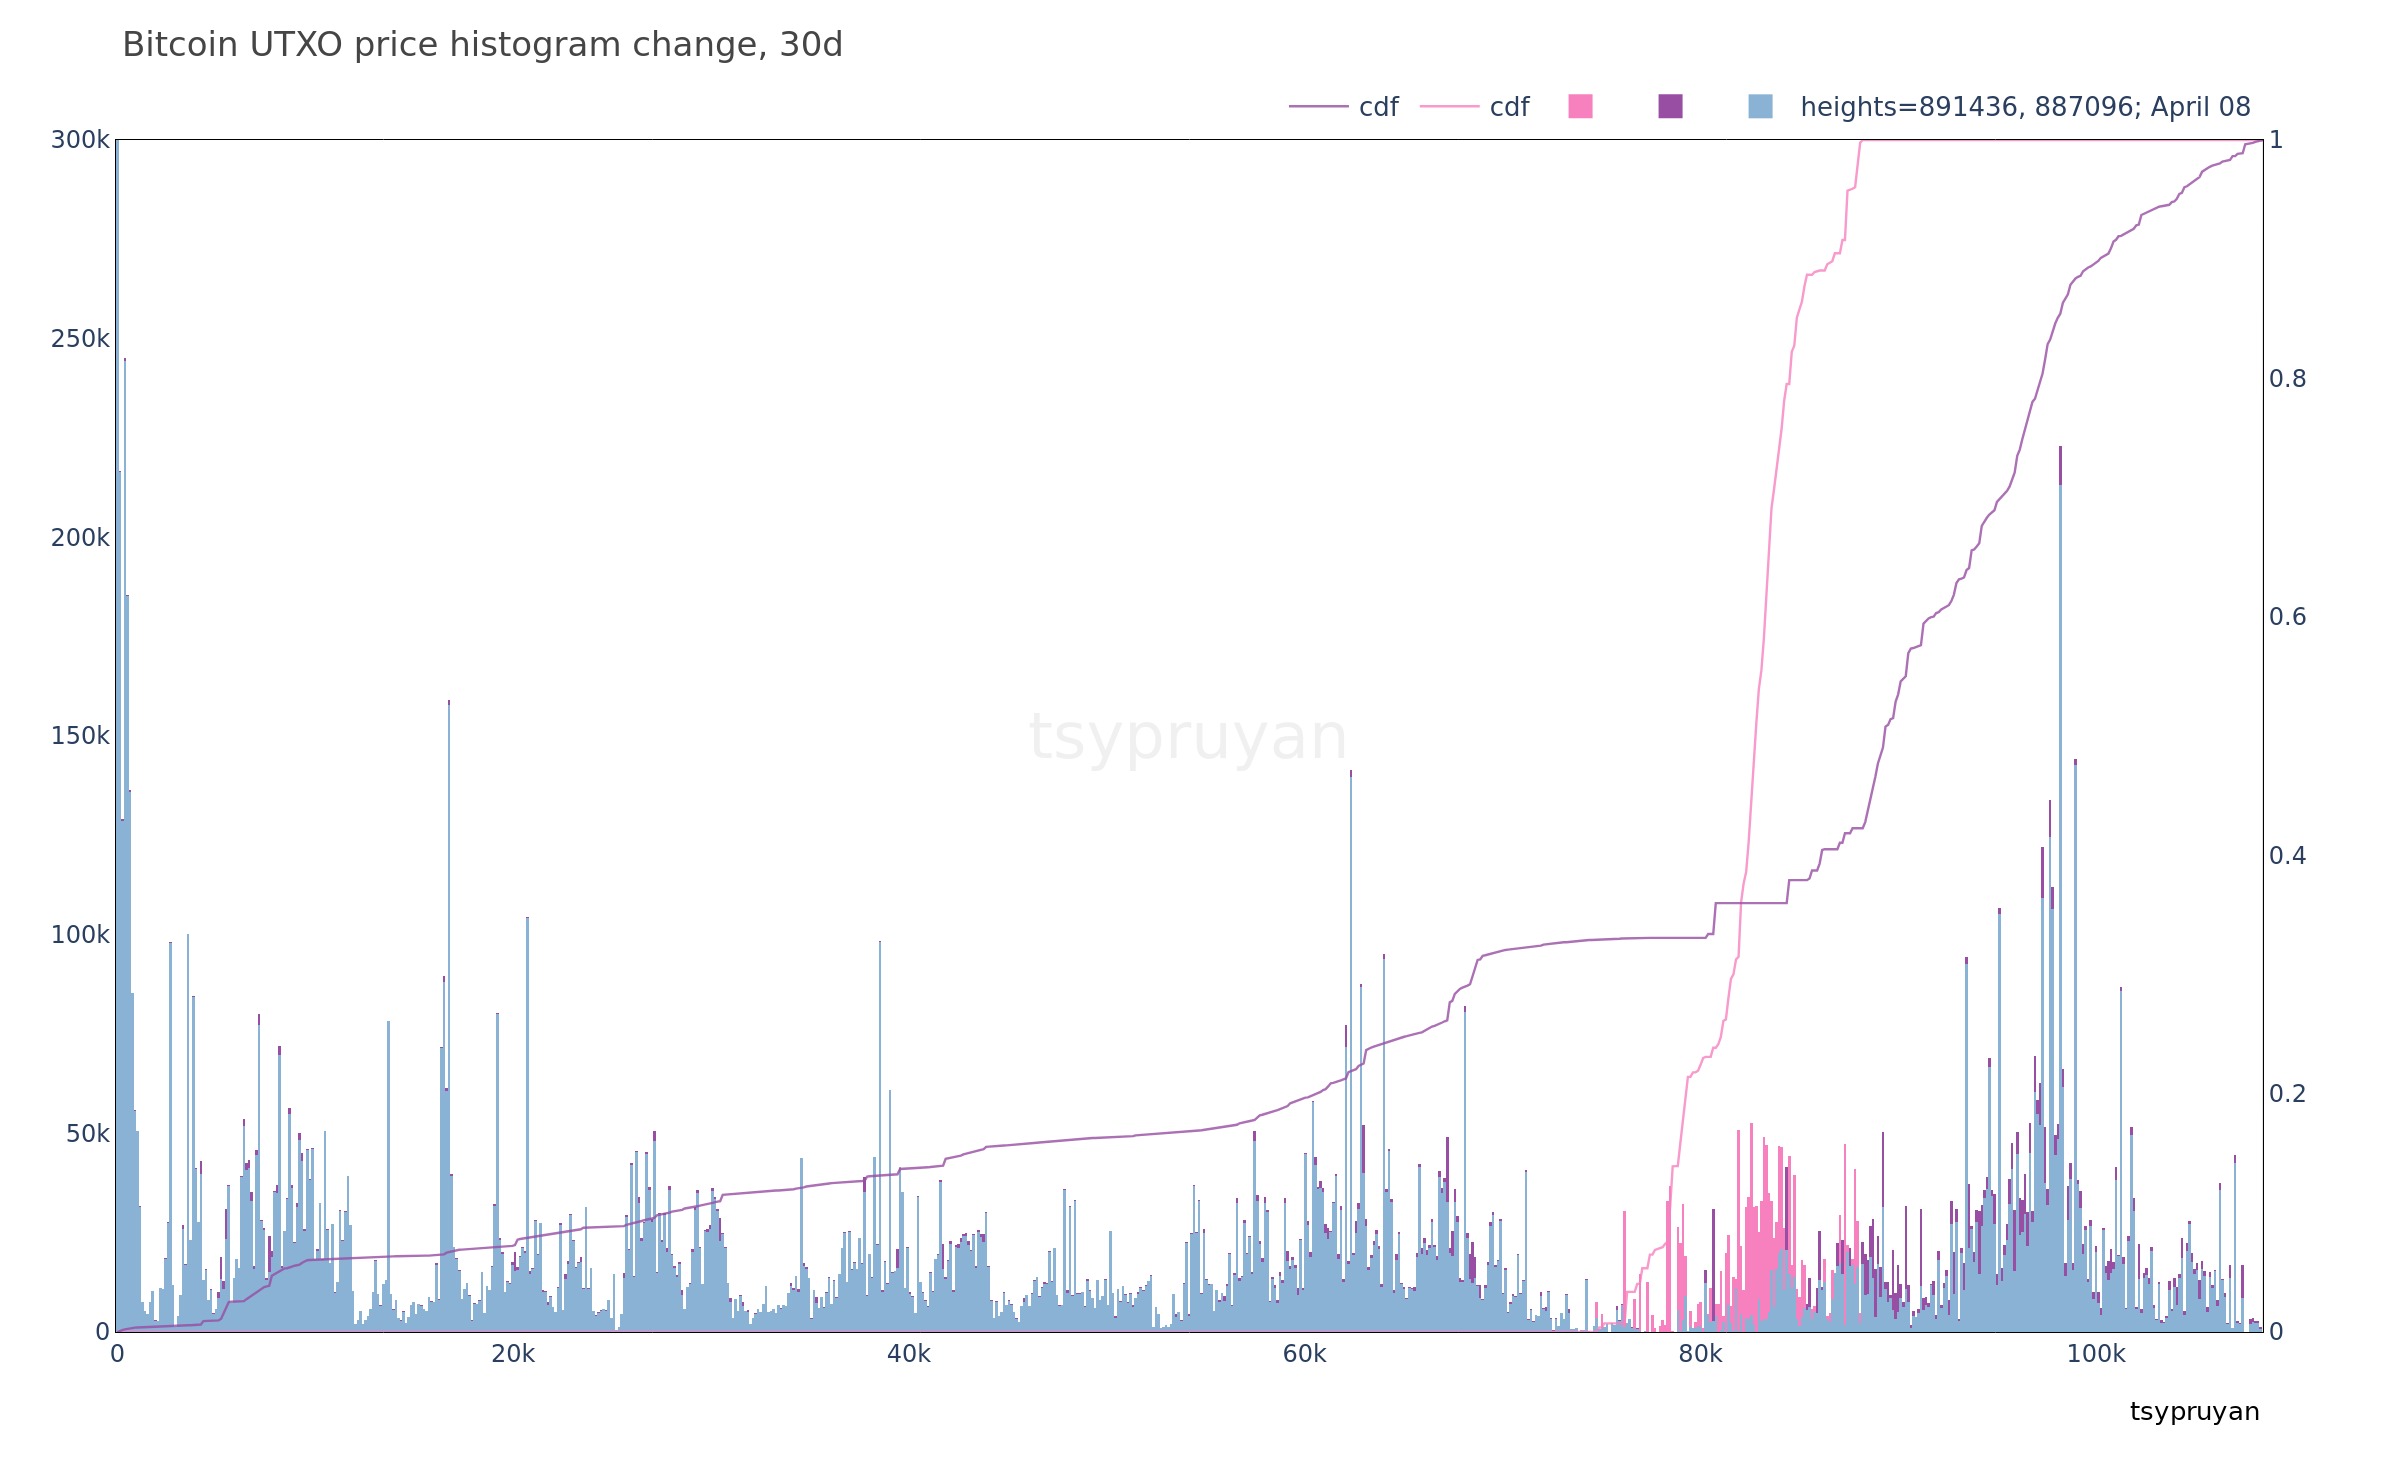 Bitcoin UTXO price histogram change, 30d
cdf cdf heights=891436, 887096; April 08
300k
250k
200k
150k
100k
50k
0
1
0.8
0.6
0.4
0.2
0
tsypruyan
0 20k 40k 60k 80k 100k
tsypruyan